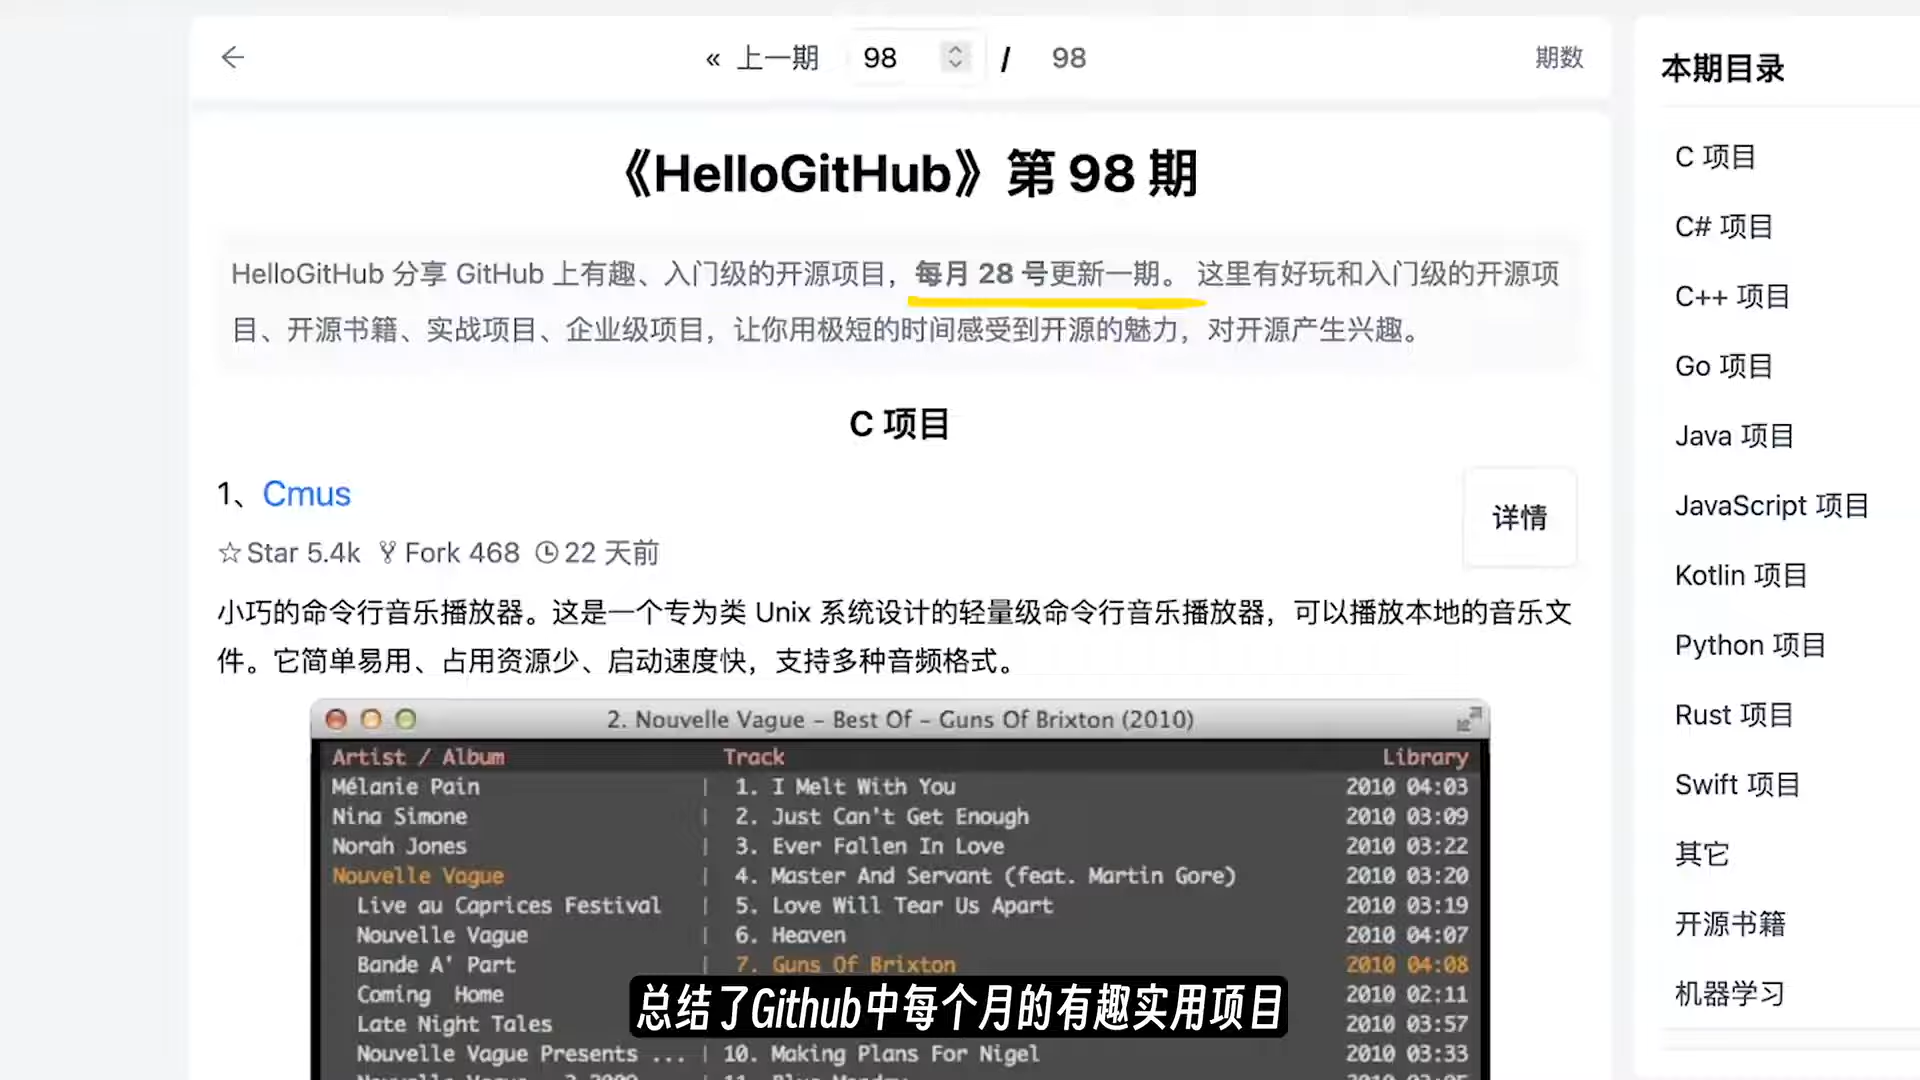 « 上一期 98 / 98 期数
《HelloGitHub》第 98 期
HelloGitHub 分享 GitHub 上有趣、入门级的开源项目，每月 28 号更新一期。 这里有好玩和入门级的开源项
目、开源书籍、实战项目、企业级项目，让你用极短的时间感受到开源的魅力，对开源产生兴趣。
C 项目
1、Cmus
详情
Star 5.4k Fork 468 22 天前
小巧的命令行音乐播放器。这是一个专为类 Unix 系统设计的轻量级命令行音乐播放器，可以播放本地的音乐文
件。它简单易用、占用资源少、启动速度快，支持多种音频格式。
2. Nouvelle Vague – Best Of – Guns Of Brixton (2010)
Artist / Album Track Library
Mélanie Pain | 1. I Melt With You 2010 04:03
Nina Simone | 2. Just Can't Get Enough 2010 03:09
Norah Jones | 3. Ever Fallen In Love 2010 03:22
Nouvelle Vague | 4. Master And Servant (feat. Martin Gore) 2010 03:20
Live au Caprices Festival | 5. Love Will Tear Us Apart 2010 03:19
Nouvelle Vague | 6. Heaven 2010 04:07
Bande A' Part | 7. Guns Of Brixton 2010 04:08
Coming Home 2010 02:11
Late Night Tales 2010 03:57
Nouvelle Vague Presents ... | 10. Making Plans For Nigel 2010 03:33
总结了Github中每个月的有趣实用项目
本期目录
C 项目
C# 项目
C++ 项目
Go 项目
Java 项目
JavaScript 项目
Kotlin 项目
Python 项目
Rust 项目
Swift 项目
其它
开源书籍
机器学习